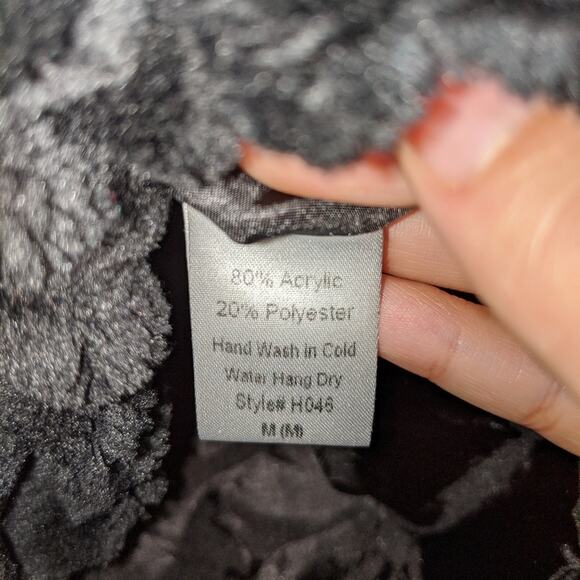 80% Acrylic
20% Polyester
Hand Wash in Cold
Water Hang Dry
Style# H046
M (M)